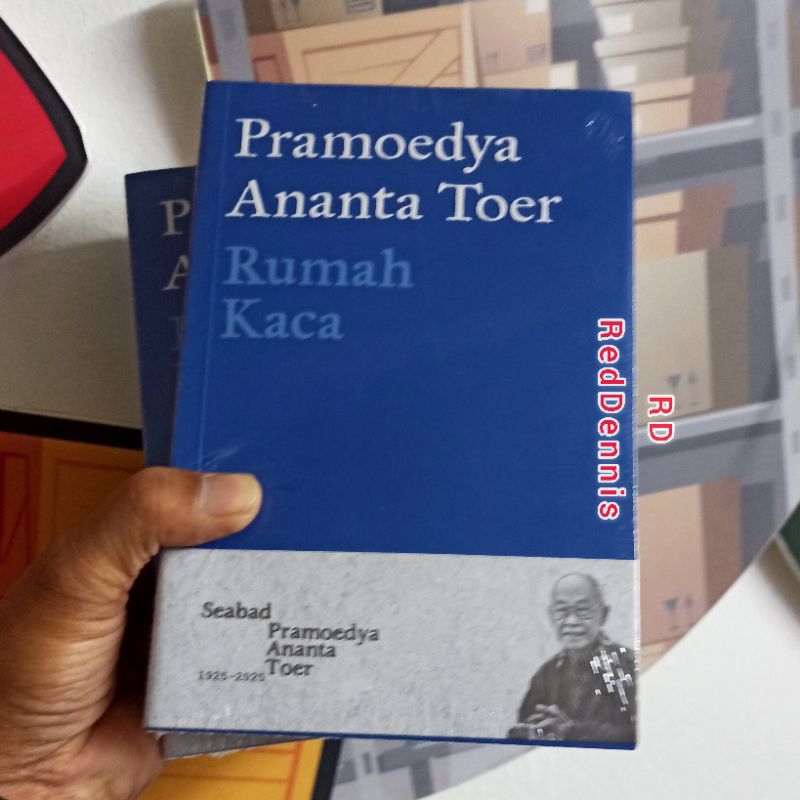 Pramoedya
Ananta Toer
Rumah
Kaca
Seabad
Pramoedya
Ananta
Toer
1925-2025
P
A
RedDennis
RD